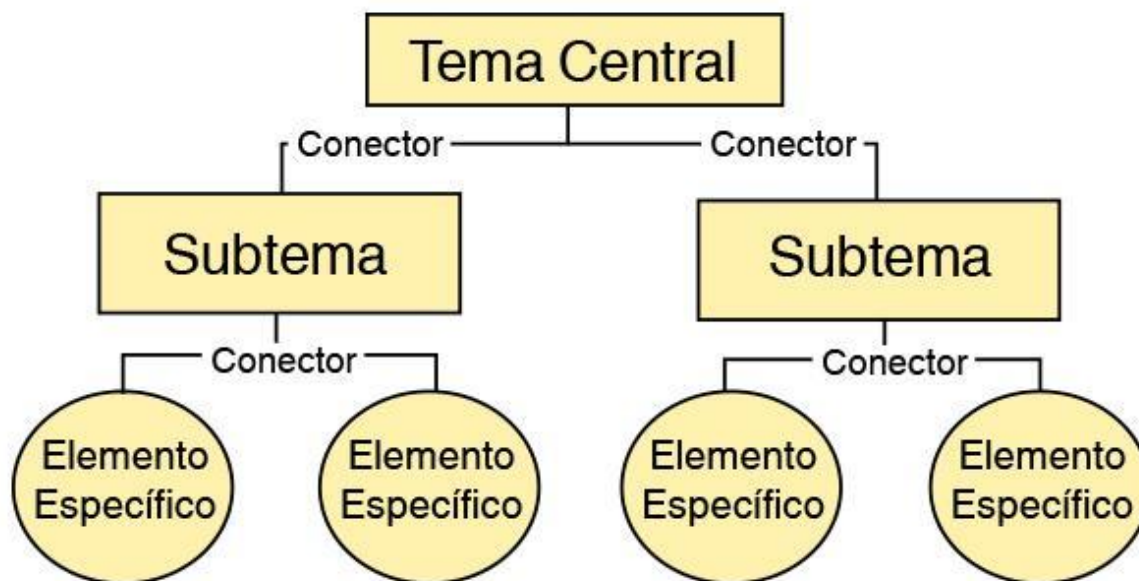 Tema Central
Conector Conector
Subtema Subtema
Conector Conector
Elemento Elemento Elemento Elemento
Específico Específico Específico Específico